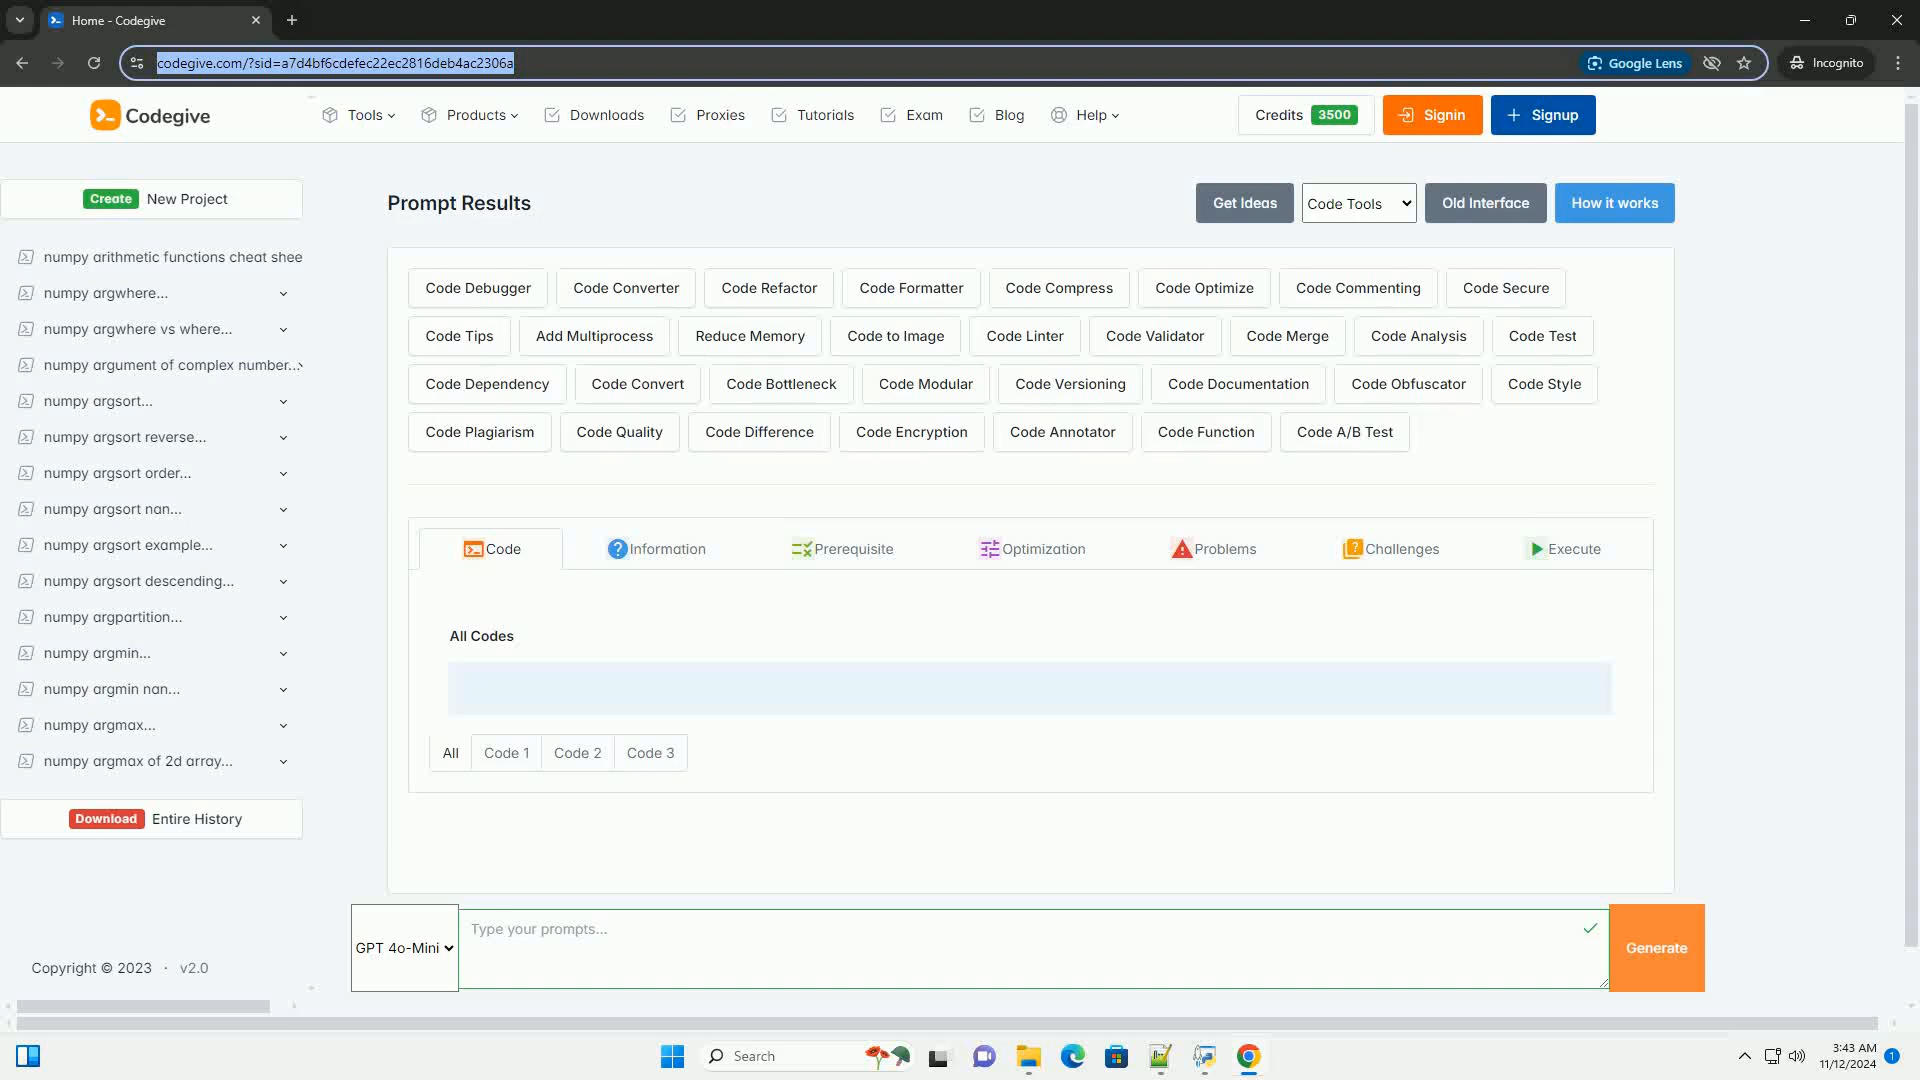 Home - Codegive
codegive.com/?sid=a7d4bf6cdefec22ec2816deb4ac2306a
Google Lens
Incognito
Codegive
Tools
Products
Downloads
Proxies
Tutorials
Exam
Blog
Help
Credits 3500
Signin
Signup
Create New Project
Prompt Results
Get Ideas
Code Tools
Old Interface
How it works
numpy arithmetic functions cheat shee
numpy argwhere...
numpy argwhere vs where...
numpy argument of complex number...
numpy argsort...
numpy argsort reverse...
numpy argsort order...
numpy argsort nan...
numpy argsort example...
numpy argsort descending...
numpy argpartition...
numpy argmin...
numpy argmin nan...
numpy argmax...
numpy argmax of 2d array...
Download Entire History
Copyright © 2023 · v2.0
Code Debugger
Code Converter
Code Refactor
Code Formatter
Code Compress
Code Optimize
Code Commenting
Code Secure
Code Tips
Add Multiprocess
Reduce Memory
Code to Image
Code Linter
Code Validator
Code Merge
Code Analysis
Code Test
Code Dependency
Code Convert
Code Bottleneck
Code Modular
Code Versioning
Code Documentation
Code Obfuscator
Code Style
Code Plagiarism
Code Quality
Code Difference
Code Encryption
Code Annotator
Code Function
Code A/B Test
Code
Information
Prerequisite
Optimization
Problems
Challenges
Execute
All Codes
All
Code 1
Code 2
Code 3
GPT 4o-Mini
Type your prompts...
Generate
Search
3:43 AM
11/12/2024
1